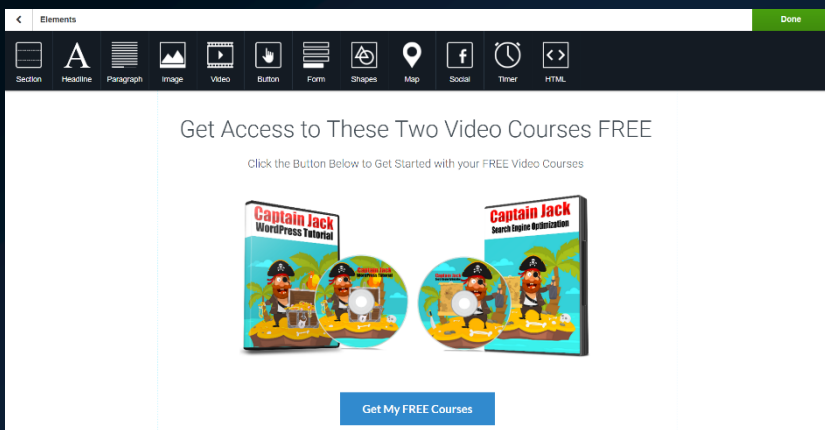 Elements
Done
Section
Headline
Paragraph
Image
Video
Button
Form
Shapes
Map
Social
Timer
HTML
Get Access to These Two Video Courses FREE
Click the Button Below to Get Started with your FREE Video Courses
Captain Jack
WordPress Tutorial
Captain Jack
WordPress Tutorial
Captain Jack
Captain Jack
Search Engine Optimization
Get My FREE Courses